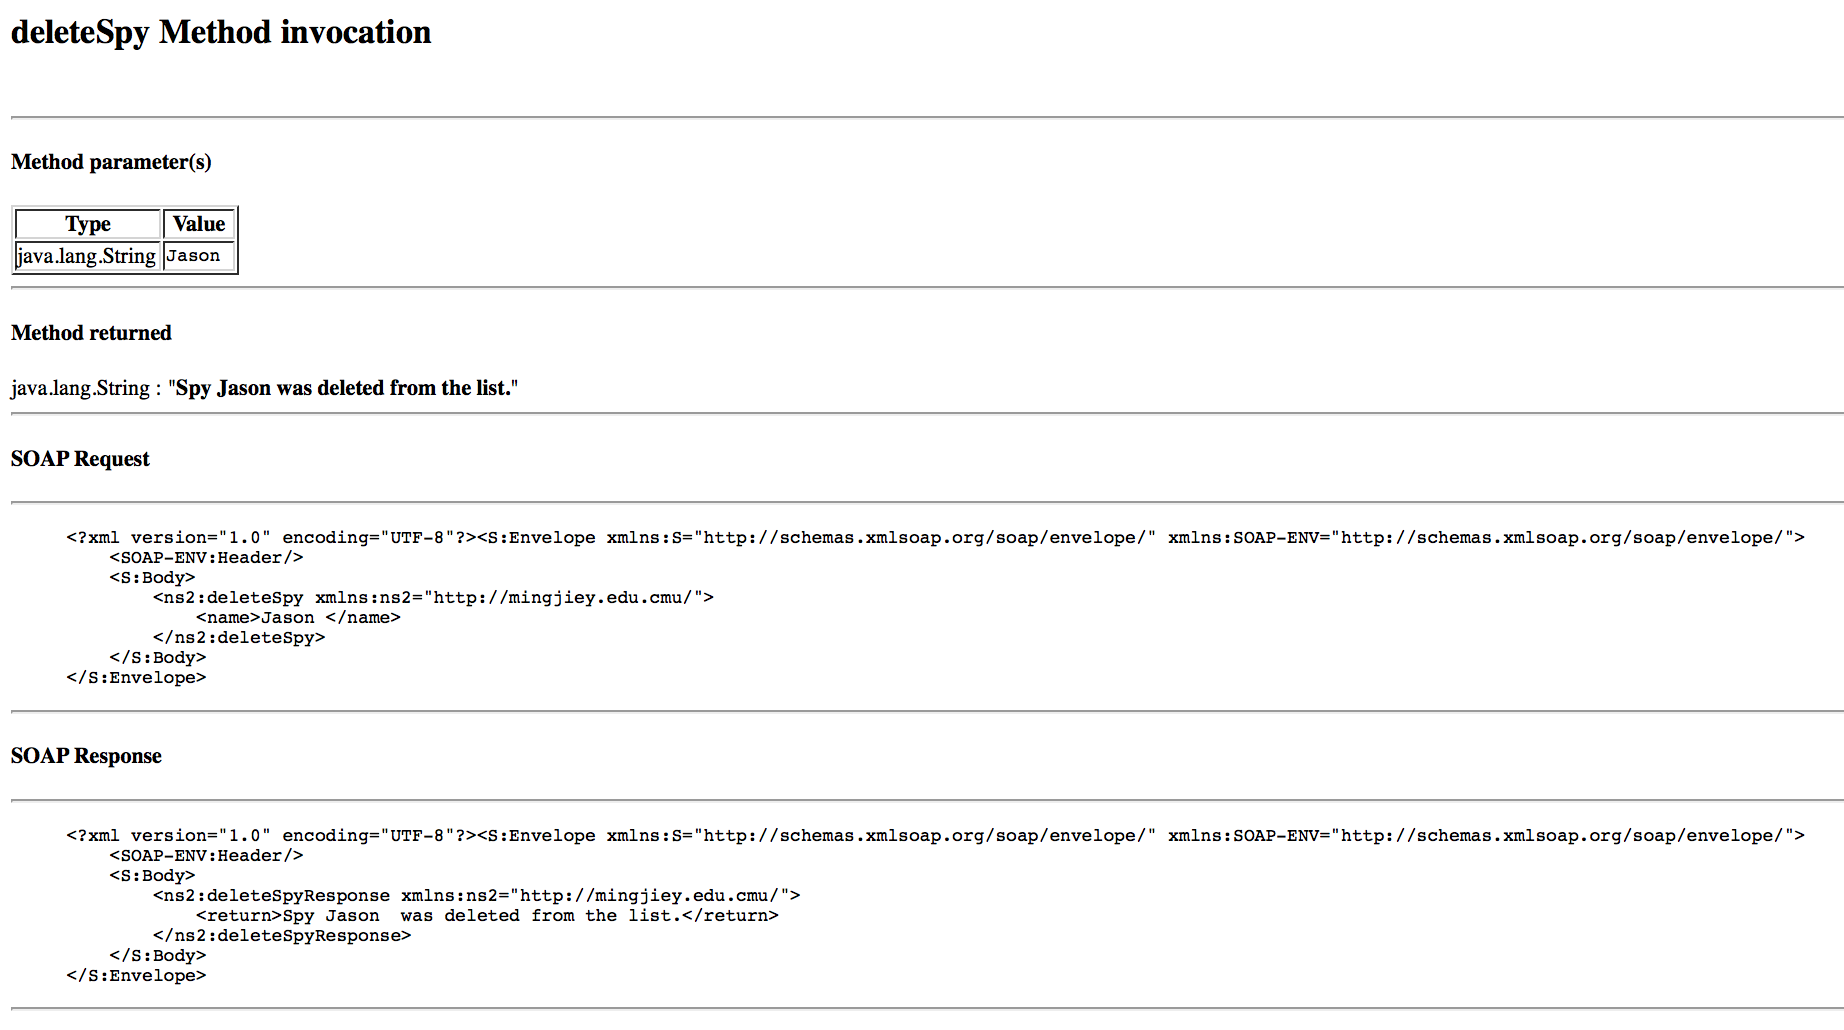 deleteSpy Method invocation
Method parameter(s)
Type Value
java.lang.String Jason
Method returned
java.lang.String : "Spy Jason was deleted from the list."
SOAP Request
<?xml version="1.0" encoding="UTF-8"?><S:Envelope xmlns:S="http://schemas.xmlsoap.org/soap/envelope/" xmlns:SOAP-ENV="http://schemas.xmlsoap.org/soap/envelope/">
    <SOAP-ENV:Header/>
    <S:Body>
        <ns2:deleteSpy xmlns:ns2="http://mingjiey.edu.cmu/">
            <name>Jason </name>
        </ns2:deleteSpy>
    </S:Body>
</S:Envelope>
SOAP Response
<?xml version="1.0" encoding="UTF-8"?><S:Envelope xmlns:S="http://schemas.xmlsoap.org/soap/envelope/" xmlns:SOAP-ENV="http://schemas.xmlsoap.org/soap/envelope/">
    <SOAP-ENV:Header/>
    <S:Body>
        <ns2:deleteSpyResponse xmlns:ns2="http://mingjiey.edu.cmu/">
            <return>Spy Jason  was deleted from the list.</return>
        </ns2:deleteSpyResponse>
    </S:Body>
</S:Envelope>